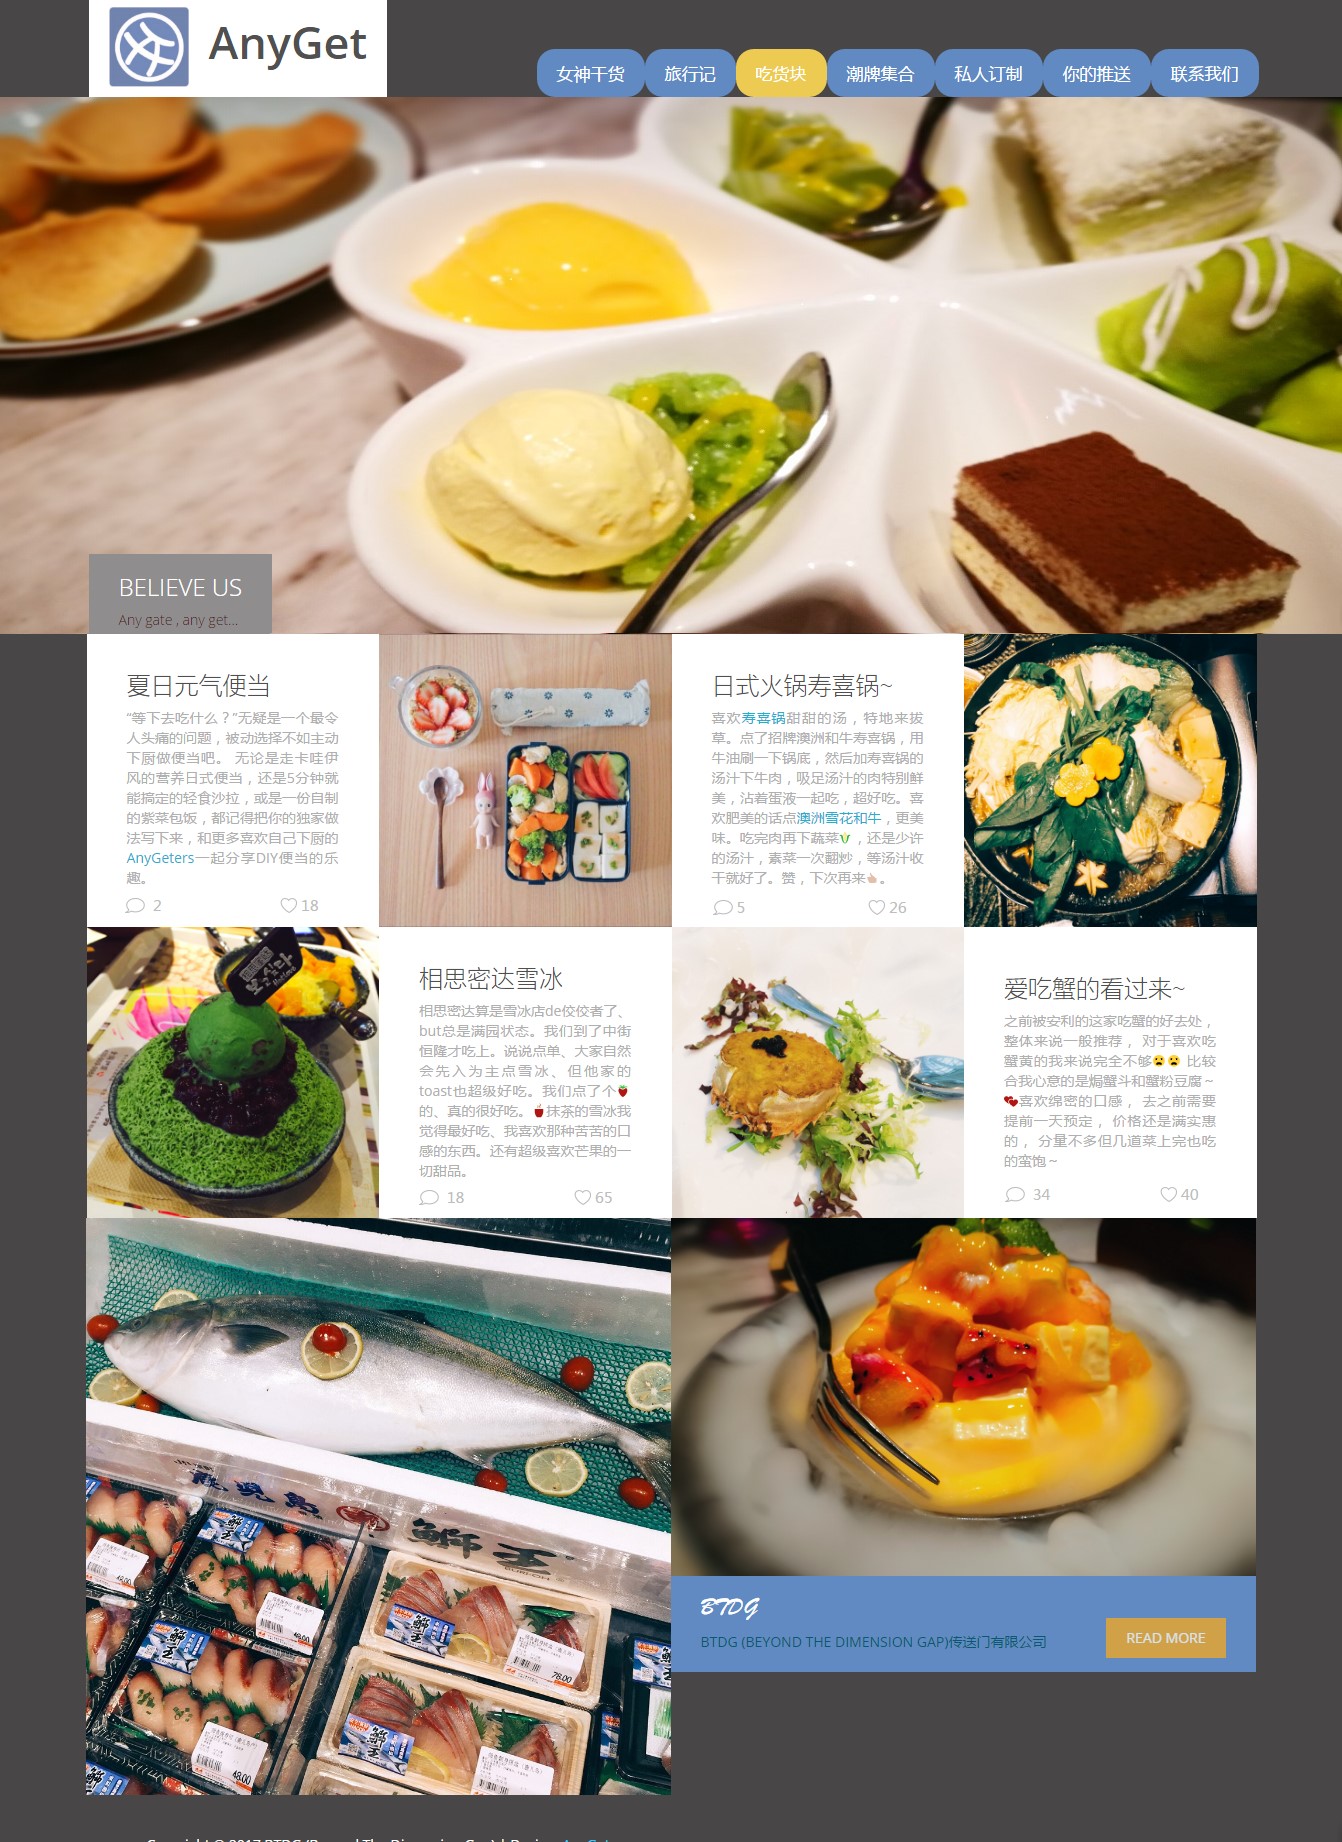 AnyGet
女神干货 旅行记 吃货块 潮牌集合 私人订制 你的推送 联系我们
BELIEVE US
Any gate , any get...
夏日元气便当
“等下去吃什么？”无疑是一个最令
人头痛的问题，被动选择不如主动
下厨做便当吧。 无论是走卡哇伊
风的营养日式便当，还是5分钟就
能搞定的轻食沙拉，或是一份自制
的紫菜包饭，都记得把你的独家做
法写下来，和更多喜欢自己下厨的
AnyGeters一起分享DIY便当的乐
趣。
2 18
日式火锅寿喜锅~
喜欢寿喜锅甜甜的汤，特地来拔
草。点了招牌澳洲和牛寿喜锅，用
牛油刷一下锅底，然后加寿喜锅的
汤汁下牛肉，吸足汤汁的肉特别鲜
美，沾着蛋液一起吃，超好吃。喜
欢肥美的话点澳洲雪花和牛，更美
味。吃完肉再下蔬菜，还是少许
的汤汁，素菜一次翻炒，等汤汁收
干就好了。赞，下次再来。
5 26
相思密达雪冰
相思密达算是雪冰店de佼佼者了、
but总是满园状态。我们到了中街
恒隆才吃上。说说点单、大家自然
会先入为主点雪冰、但他家的
toast也超级好吃。我们点了个🍓
的、真的很好吃。抹茶的雪冰我
觉得最好吃、我喜欢那种苦苦的口
感的东西。还有超级喜欢芒果的一
切甜品。
18 65
爱吃蟹的看过来~
之前被安利的这家吃蟹的好去处，
整体来说一般推荐， 对于喜欢吃
蟹黄的我来说完全不够 比较
合我心意的是焗蟹斗和蟹粉豆腐～
喜欢绵密的口感， 去之前需要
提前一天预定， 价格还是满实惠
的， 分量不多但几道菜上完也吃
的蛮饱～
34 40
鰤王
48.00
48.00
78.00
48.00
BTDG
BTDG (BEYOND THE DIMENSION GAP)传送门有限公司
READ MORE